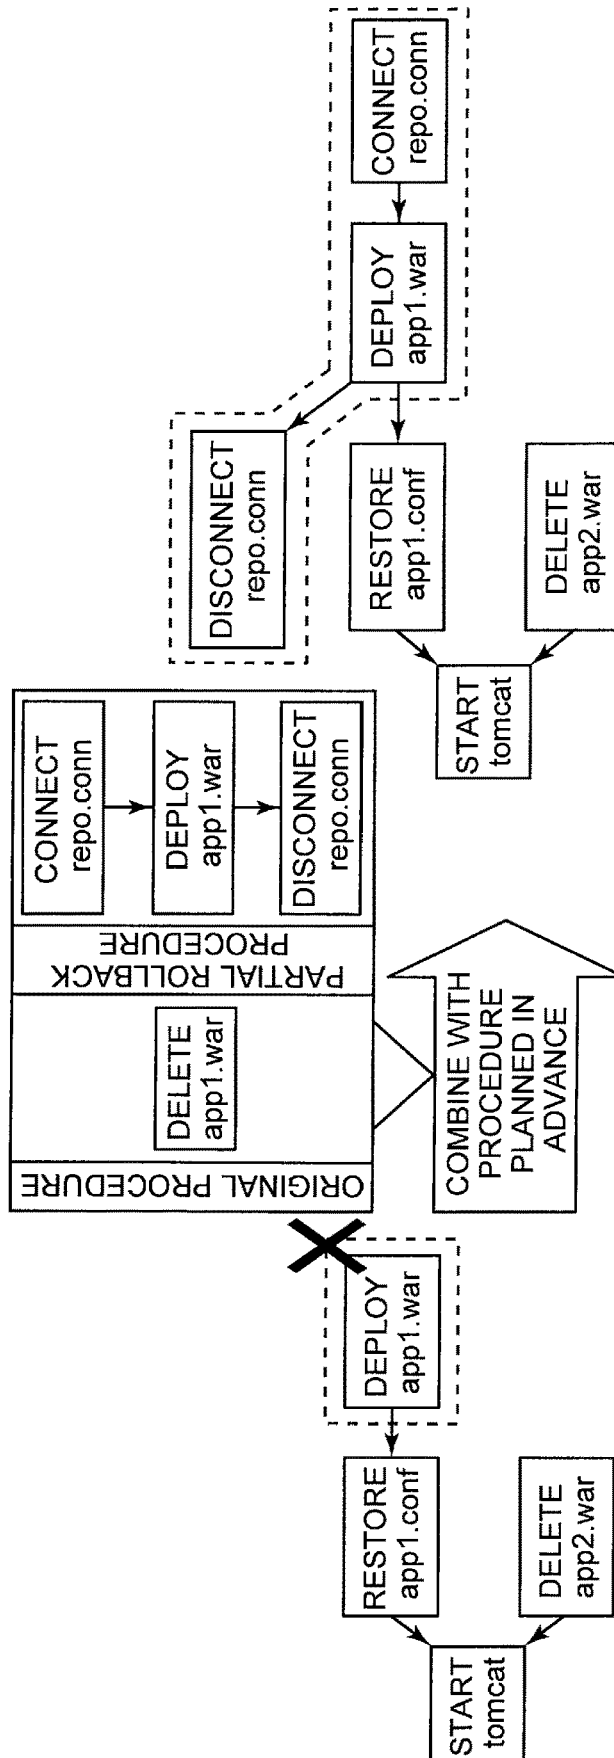 START
tomcat
RESTORE
app1.conf
DELETE
app2.war
DEPLOY
app1.war
ORIGINAL PROCEDURE
DELETE
app1.war
PARTIAL ROLLBACK
PROCEDURE
CONNECT
repo.conn
DEPLOY
app1.war
DISCONNECT
repo.conn
COMBINE WITH
PROCEDURE
PLANNED IN
ADVANCE
START
tomcat
RESTORE
app1.conf
DELETE
app2.war
DISCONNECT
repo.conn
DEPLOY
app1.war
CONNECT
repo.conn